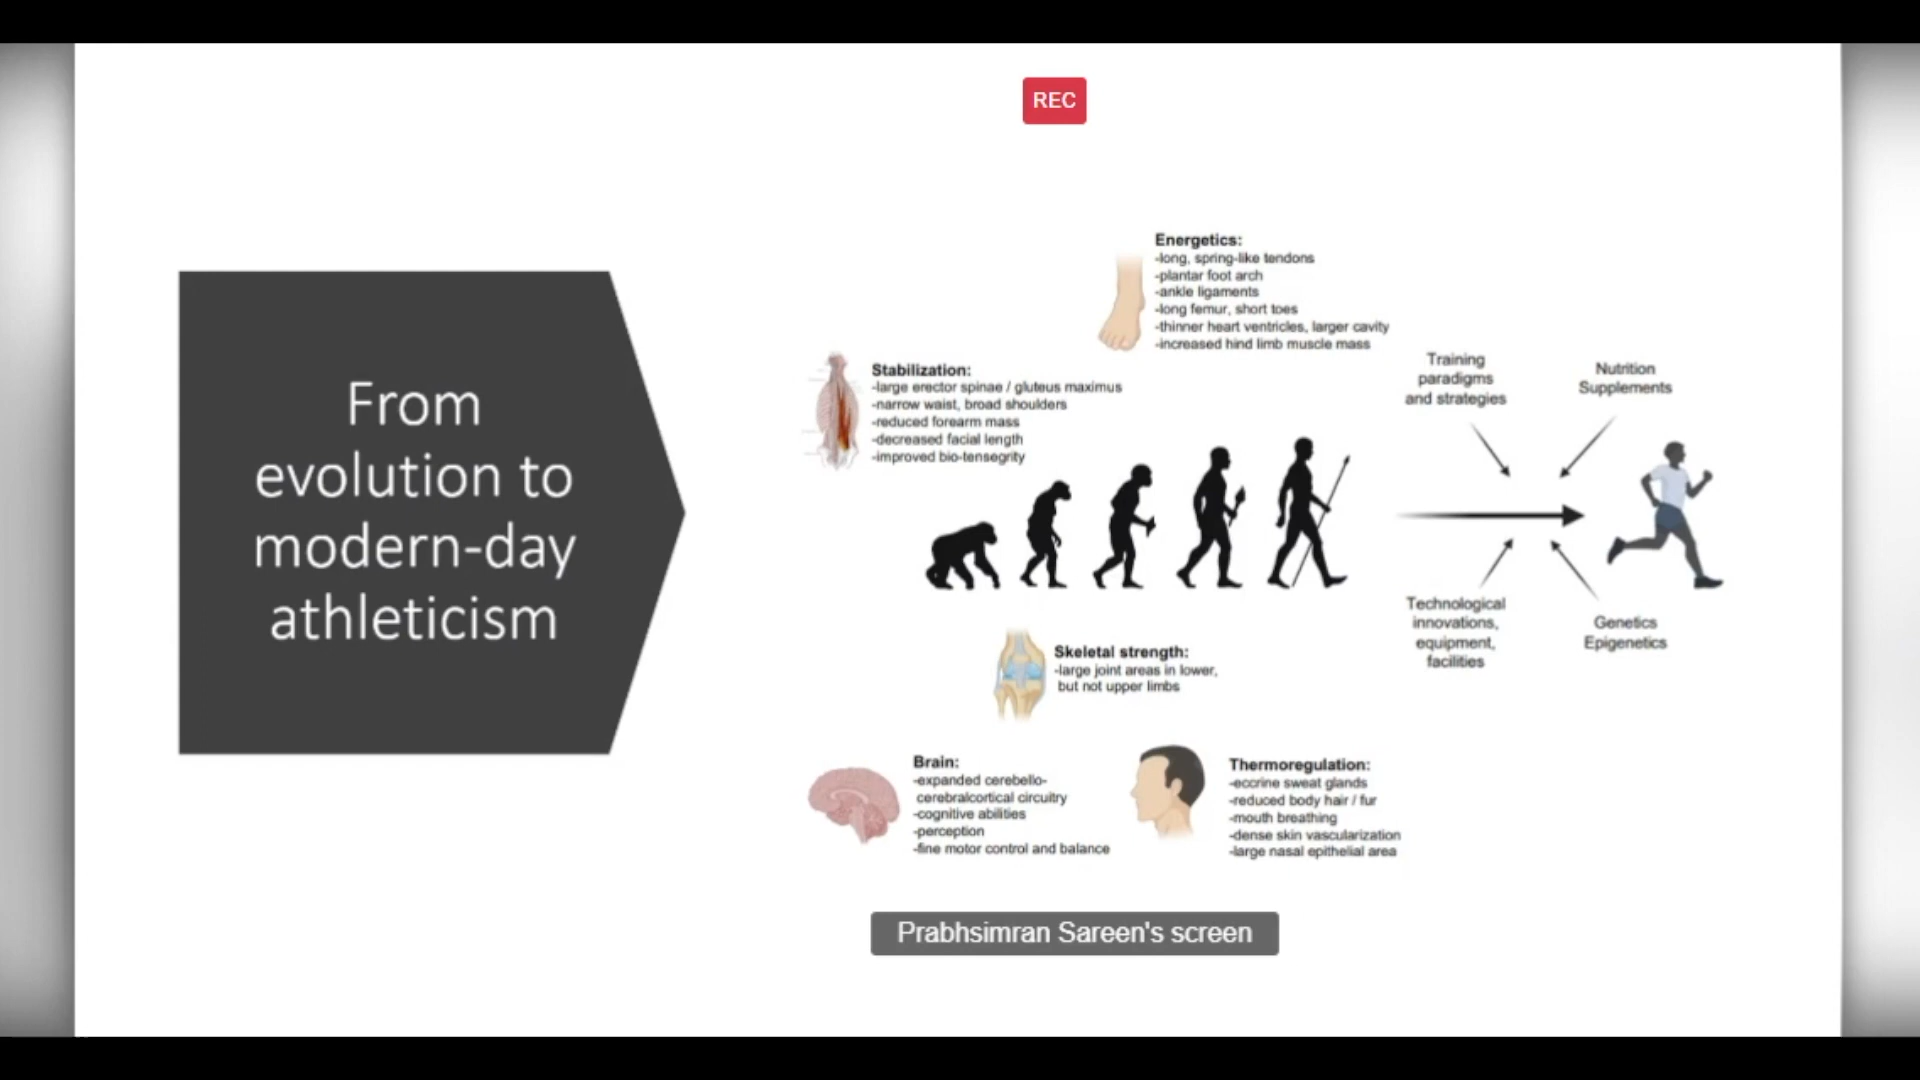 REC
From
evolution to
modern-day
athleticism
Energetics:
-long, spring-like tendons
-plantar foot arch
-ankle ligaments
-long femur, short toes
-thinner heart ventricles, larger cavity
-increased hind limb muscle mass
Stabilization:
-large erector spinae / gluteus maximus
-narrow waist, broad shoulders
-reduced forearm mass
-decreased facial length
-improved bio-tensegrity
Training
paradigms
and strategies
Nutrition
Supplements
Technological
innovations,
equipment,
facilities
Genetics
Epigenetics
Skeletal strength:
-large joint areas in lower,
but not upper limbs
Brain:
-expanded cerebello-
cerebralcortical circuitry
-cognitive abilities
-perception
-fine motor control and balance
Thermoregulation:
-eccrine sweat glands
-reduced body hair / fur
-mouth breathing
-dense skin vascularization
-large nasal epithelial area
Prabhsimran Sareen's screen